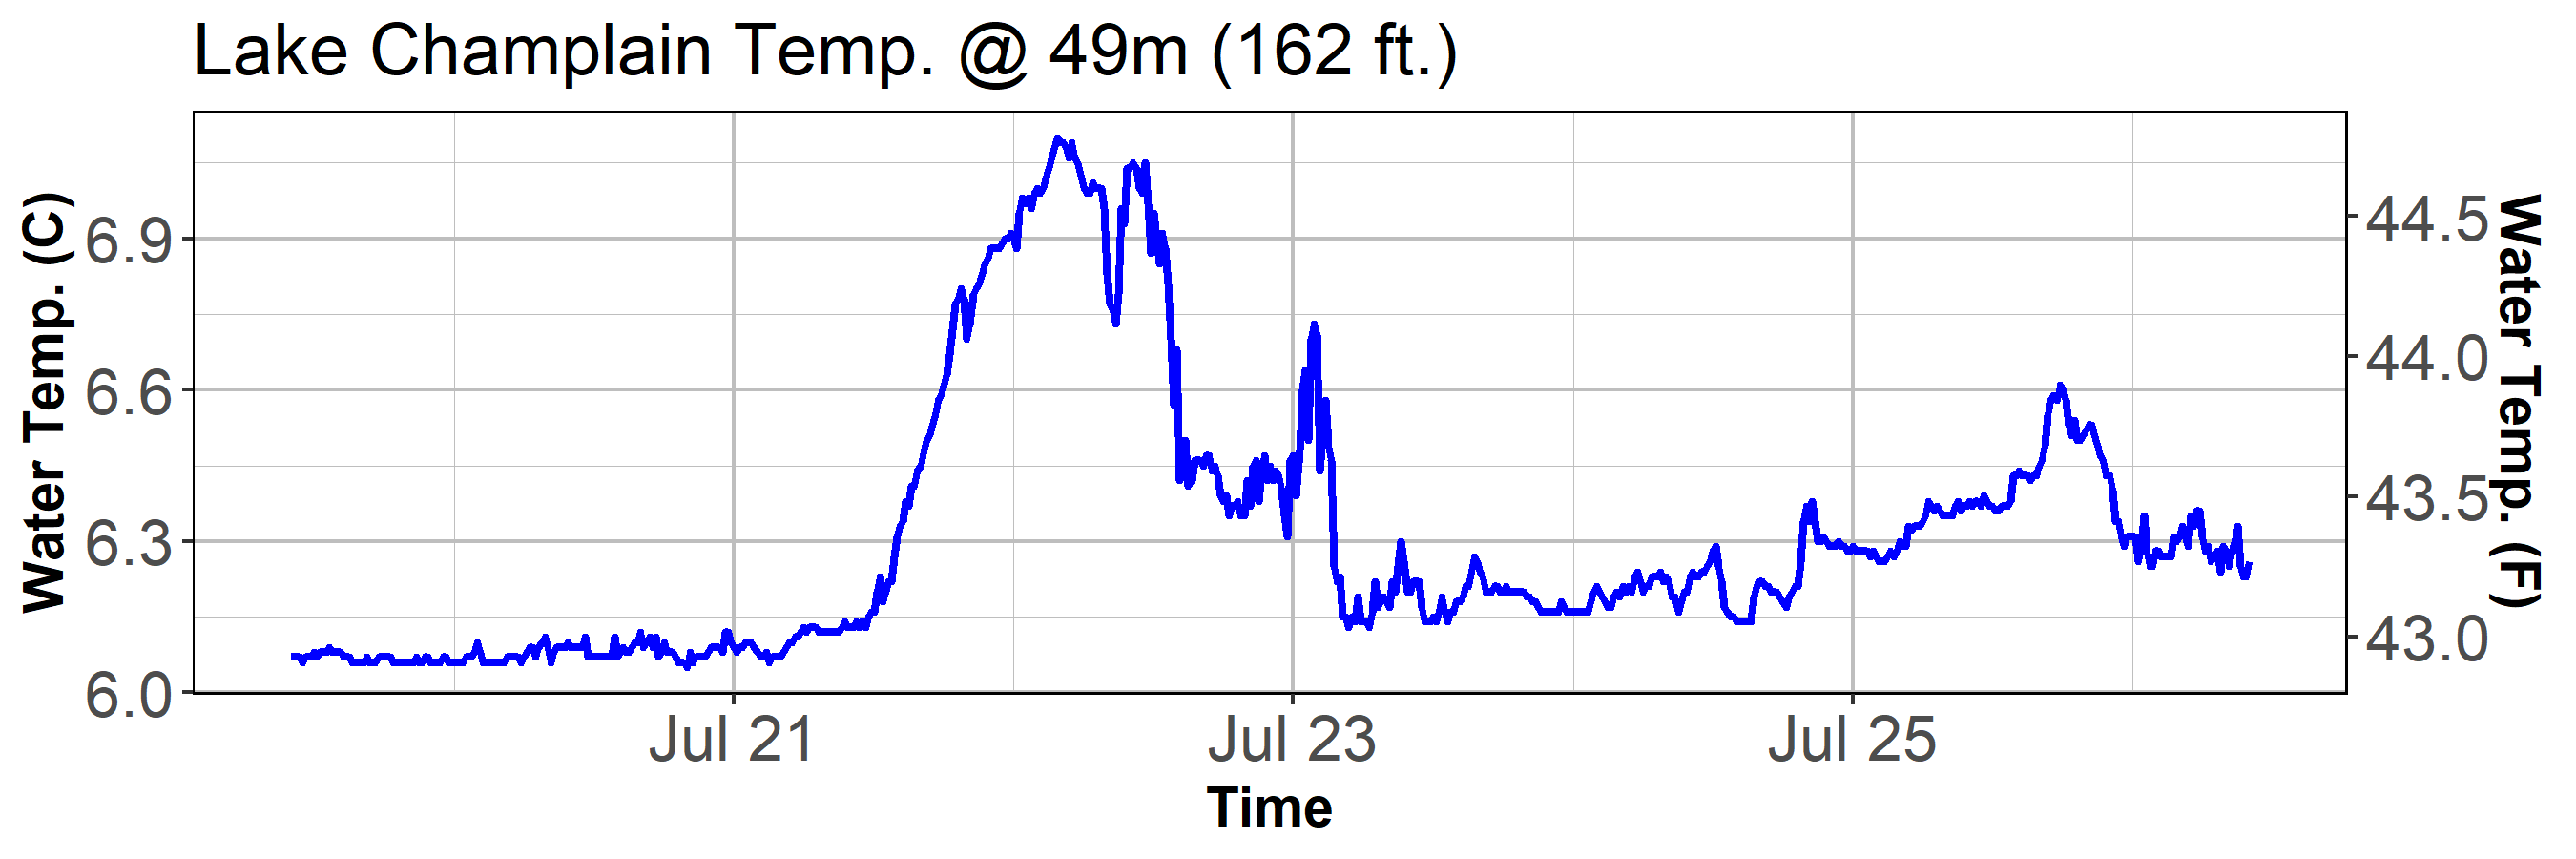 Lake Champlain Temp. @ 49m (162 ft.)
Water Temp. (C)
6.9
6.6
6.3
6.0
44.5
44.0
43.5
43.0
Water Temp. (F)
Jul 21 Jul 23 Jul 25
Time